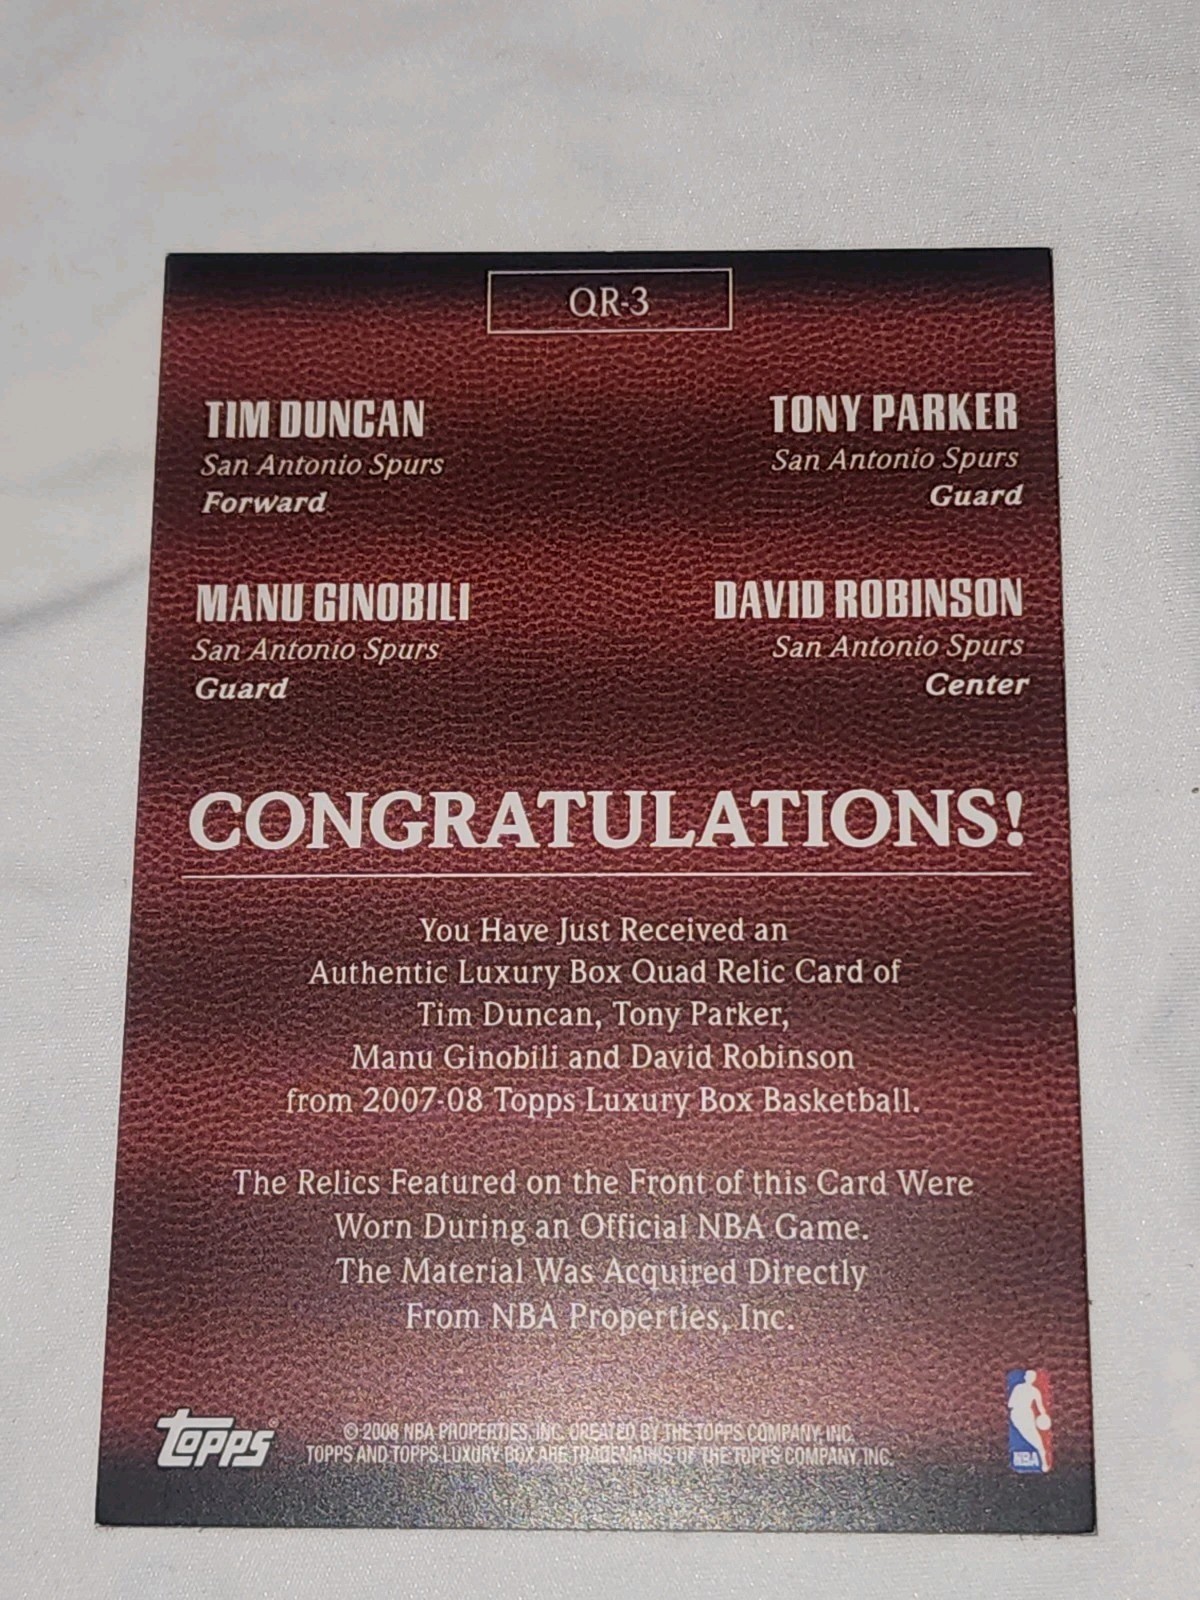 QR-3
TIM DUNCAN
San Antonio Spurs
Forward
TONY PARKER
San Antonio Spurs
Guard
MANU GINOBILI
San Antonio Spurs
Guard
DAVID ROBINSON
San Antonio Spurs
Center
CONGRATULATIONS!
You Have Just Received an
Authentic Luxury Box Quad Relic Card of
Tim Duncan, Tony Parker,
Manu Ginobili and David Robinson
from 2007-08 Topps Luxury Box Basketball.
The Relics Featured on the Front of this Card Were
Worn During an Official NBA Game.
The Material Was Acquired Directly
From NBA Properties, Inc.
Topps®
© 2008 NBA PROPERTIES, INC. CREATED BY THE TOPPS COMPANY, INC.
TOPPS AND TOPPS LUXURY BOX ARE TRADEMARKS OF THE TOPPS COMPANY, INC.
NBA